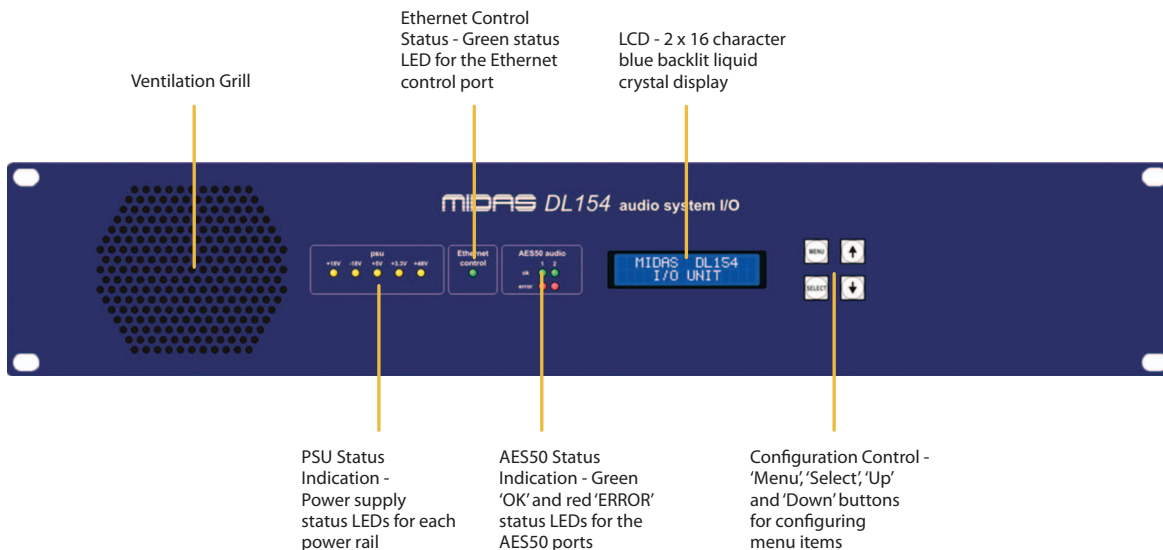 Ethernet Control
Status - Green status
LED for the Ethernet
control port
LCD - 2 x 16 character
blue backlit liquid
crystal display
Ventilation Grill
MIDAS DL154 audio system I/O
psu
+18V -18V +5V +3.3V +48V
Ethernet
control
AES50 audio
1 2
ok
error
MIDAS DL154
I/O UNIT
MENU
SELECT
PSU Status
Indication -
Power supply
status LEDs for each
power rail
AES50 Status
Indication - Green
‘OK’ and red ‘ERROR’
status LEDs for the
AES50 ports
Configuration Control -
‘Menu’, ‘Select’, ‘Up’
and ‘Down’ buttons
for configuring
menu items